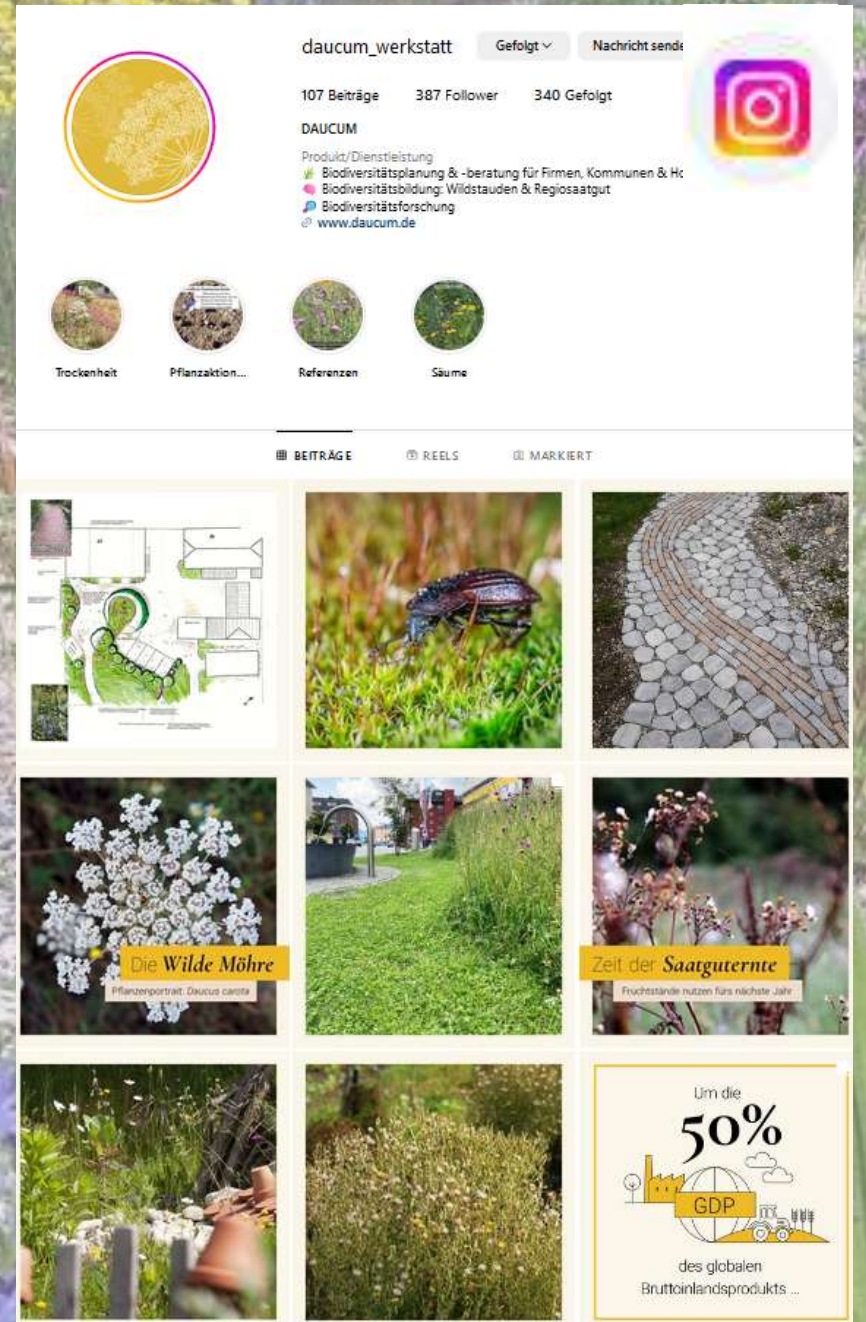 daucum_werkstatt Gefolgt Nachricht sende
107 Beiträge 387 Follower 340 Gefolgt
DAUCUM
Produkt/Dienstleistung
Biodiversitätsplanung & -beratung für Firmen, Kommunen & Ho
Biodiversitätsbildung: Wildstauden & Regiosaatgut
Biodiversitätsforschung
www.daucum.de
Trockenheit Pflanzaktion... Referenzen Säume
BEITRÄGE REELS MARKIERT
Die Wilde Möhre
Pflanzenportrait: Daucus carota
Zeit der Saatguternte
Fruchtstände nutzen fürs nächste Jahr
Um die
50%
GDP
des globalen
Bruttoinlandsprodukts ...